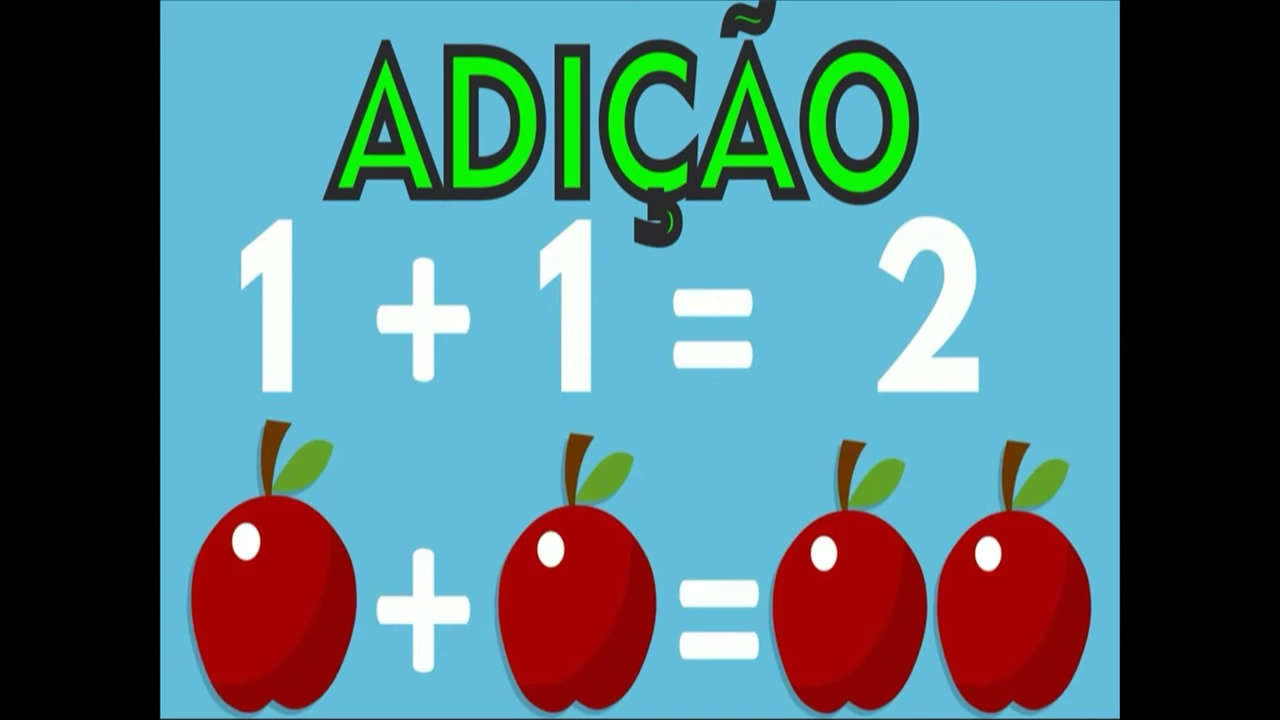 ADIÇÃO
1 + 1 = 2
+ =